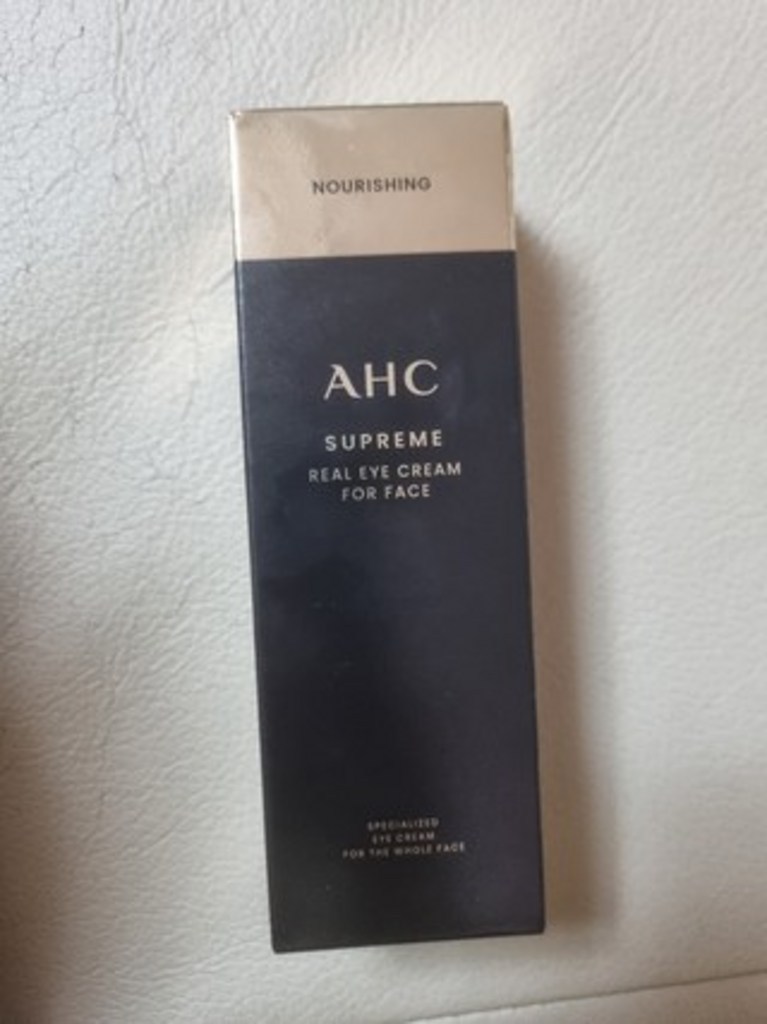 NOURISHING
AHC
SUPREME
REAL EYE CREAM
FOR FACE
SPECIALIZED
EYE CREAM
FOR THE WHOLE FACE